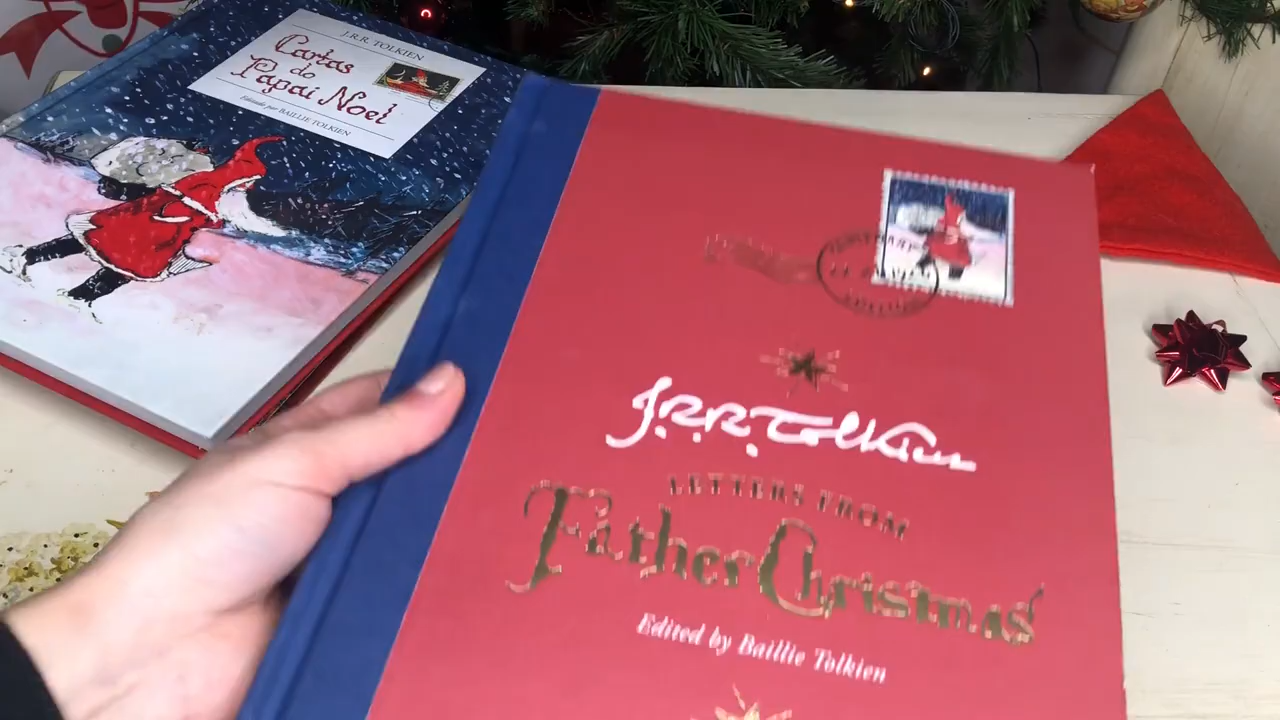 J.R.R. TOLKIEN
Cartas
do
Papai Noel
Editado por BAILLIE TOLKIEN
J.R.R. Tolkien
LETTERS FROM
Father Christmas
Edited by Baillie Tolkien